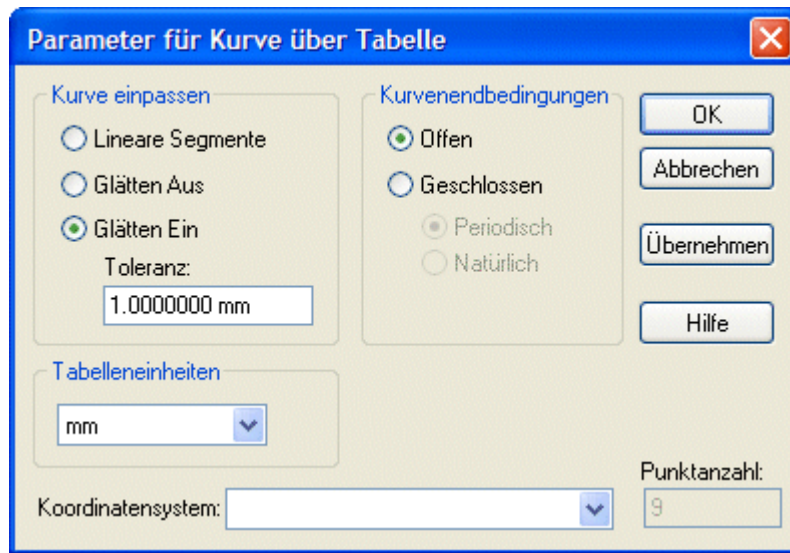 Parameter für Kurve über Tabelle
Kurve einpassen
Lineare Segmente
Glätten Aus
Glätten Ein
Toleranz:
1.0000000 mm
Kurvenendbedingungen
Offen
Geschlossen
Periodisch
Natürlich
OK
Abbrechen
Übernehmen
Hilfe
Tabelleneinheiten
mm
Koordinatensystem:
Punktanzahl:
9